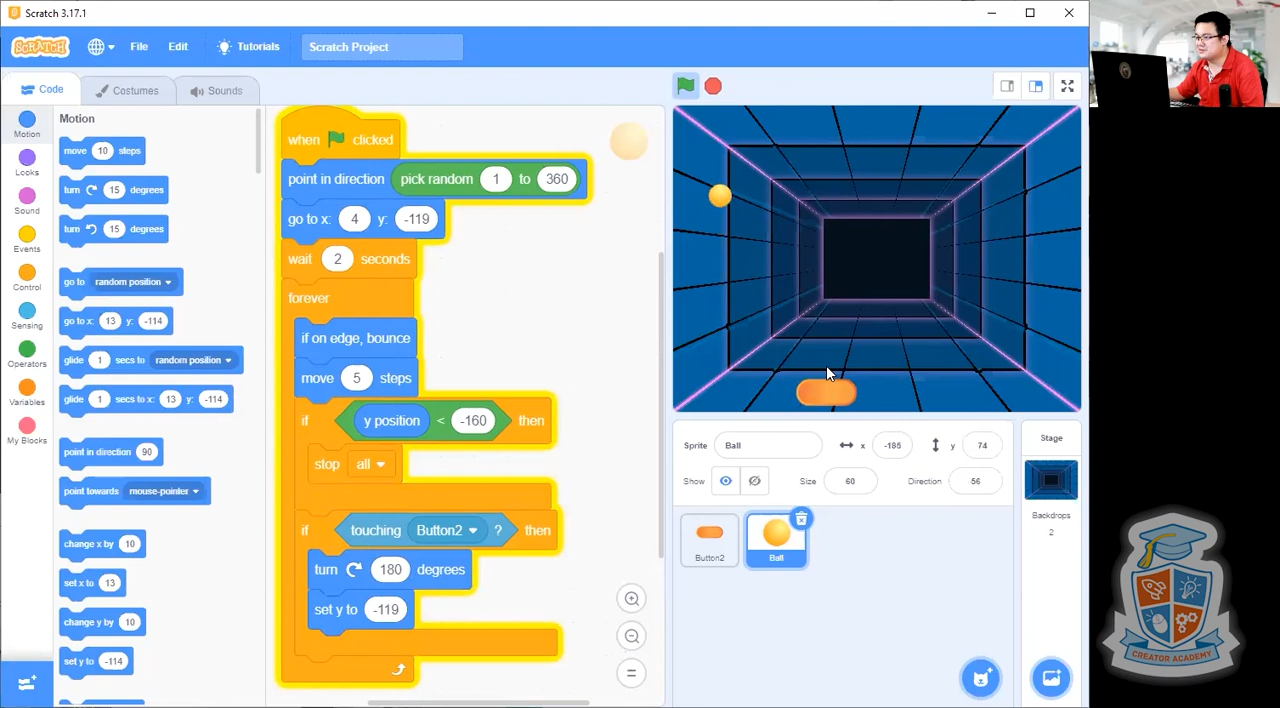 Scratch 3.17.1
SCRATCH
File
Edit
Tutorials
Scratch Project
Code
Costumes
Sounds
Motion
Looks
Sound
Events
Control
Sensing
Operators
Variables
My Blocks
Motion
move 10 steps
turn 15 degrees
turn 15 degrees
go to random position
go to x: 13 y: -114
glide 1 secs to random position
glide 1 secs to x: 13 y: -114
point in direction 90
point towards mouse-pointer
change x by 10
set x to 13
change y by 10
set y to -114
when clicked
point in direction pick random 1 to 360
go to x: 4 y: -119
wait 2 seconds
forever
if on edge, bounce
move 5 steps
if y position < -160 then
stop all
if touching Button2 ? then
turn 180 degrees
set y to -119
Sprite Ball x -185 y 74
Show Size 60 Direction 56
Button2
Ball
Stage
Backdrops
2
CREATOR ACADEMY